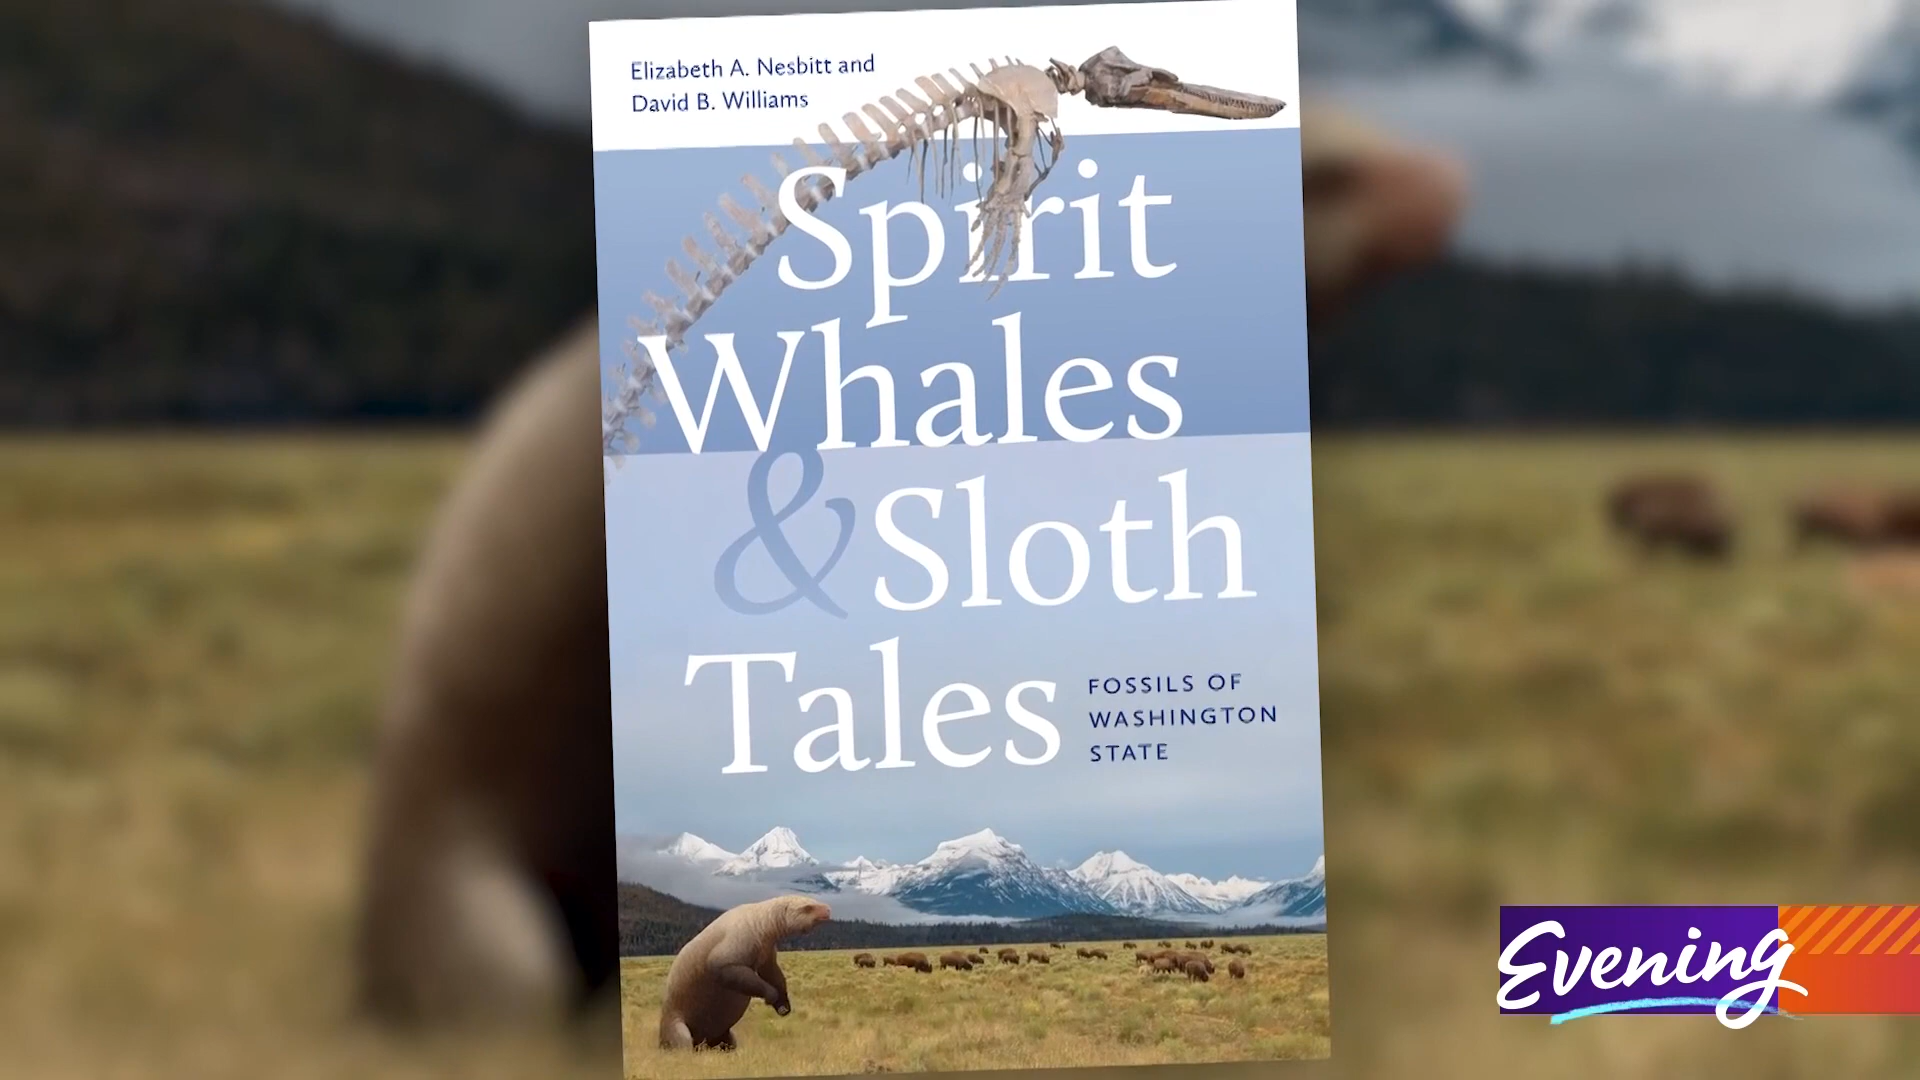 Elizabeth A. Nesbitt and
David B. Williams
Spirit
Whales
& Sloth
Tales
FOSSILS OF
WASHINGTON
STATE
Evening